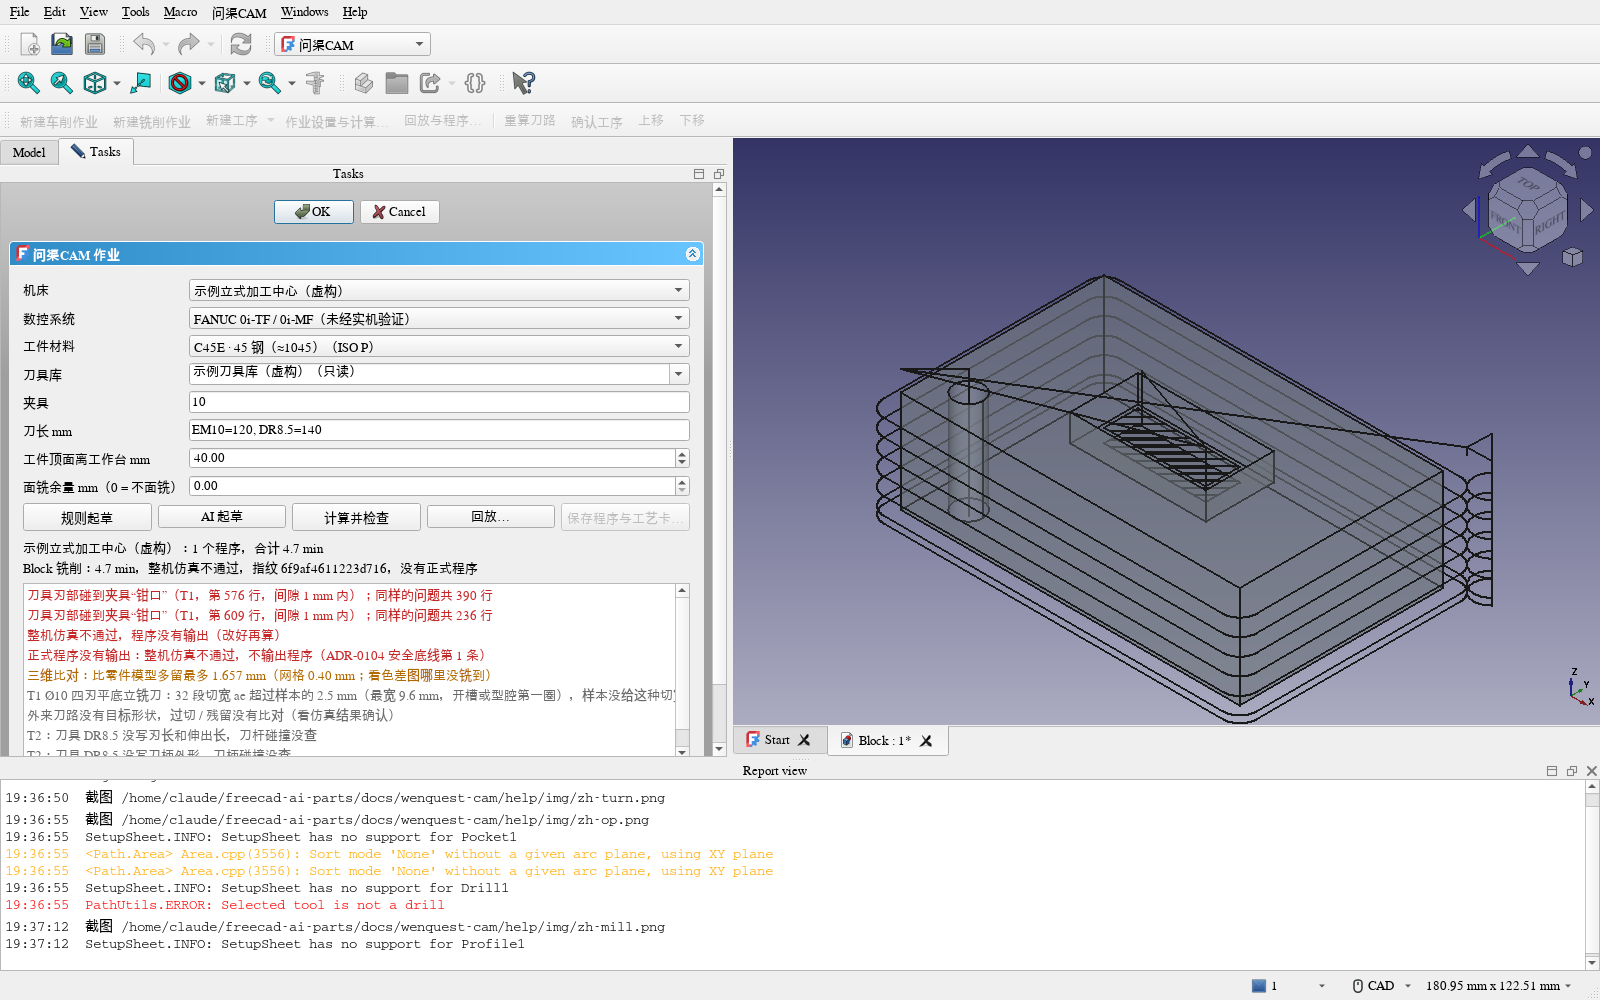 File Edit View Tools Macro 问渠CAM Windows Help
问渠CAM
新建车削作业 新建铣削作业 新建工序 作业设置与计算... 回放与程序... 重算刀路 确认工序 上移 下移
Model Tasks
Tasks
OK Cancel
问渠CAM 作业
机床 示例立式加工中心（虚构）
数控系统 FANUC 0i-TF / 0i-MF（未经实机验证）
工件材料 C45E · 45 钢（≈1045）（ISO P）
刀具库 示例刀具库（虚构）（只读）
夹具 10
刀长 mm EM10=120, DR8.5=140
工件顶面离工作台 mm 40.00
面铣余量 mm（0 = 不面铣） 0.00
规则起草 AI 起草 计算并检查 回放... 保存程序与工艺卡...
示例立式加工中心（虚构）：1 个程序，合计 4.7 min
Block 铣削：4.7 min，整机仿真不通过，指纹 6f9af4611223d716，没有正式程序
刀具刃部碰到夹具“钳口”（T1，第 576 行，间隙 1 mm 内）；同样的问题共 390 行
刀具刃部碰到夹具“钳口”（T1，第 609 行，间隙 1 mm 内）；同样的问题共 236 行
整机仿真不通过，程序没有输出（改好再算）
正式程序没有输出：整机仿真不通过，不输出程序（ADR-0104 安全底线第 1 条）
三维比对：比零件模型多留最多 1.657 mm（网格 0.40 mm；看色差图哪里没铣到）
T1 Ø10 四刃平底立铣刀：32 段切宽 ae 超过样本的 2.5 mm（最宽 9.6 mm，开槽或型腔第一圈），样本没给这种切
外来刀路没有目标形状，过切 / 残留没有比对（看仿真结果确认）
T2：刀具 DR8.5 没写刃长和伸出长，刀杆碰撞没查
T2：刀具 DR8.5 没写刀柄外形，刀柄碰撞没查
TOP FRONT RIGHT
Z Y X
Start Block : 1*
Report view
19:36:50 截图 /home/claude/freecad-ai-parts/docs/wenquest-cam/help/img/zh-turn.png
19:36:55 截图 /home/claude/freecad-ai-parts/docs/wenquest-cam/help/img/zh-op.png
19:36:55 SetupSheet.INFO: SetupSheet has no support for Pocket1
19:36:55 <Path.Area> Area.cpp(3556): Sort mode 'None' without a given arc plane, using XY plane
19:36:55 <Path.Area> Area.cpp(3556): Sort mode 'None' without a given arc plane, using XY plane
19:36:55 SetupSheet.INFO: SetupSheet has no support for Drill1
19:36:55 PathUtils.ERROR: Selected tool is not a drill
19:37:12 截图 /home/claude/freecad-ai-parts/docs/wenquest-cam/help/img/zh-mill.png
19:37:12 SetupSheet.INFO: SetupSheet has no support for Profile1
1 CAD 180.95 mm x 122.51 mm